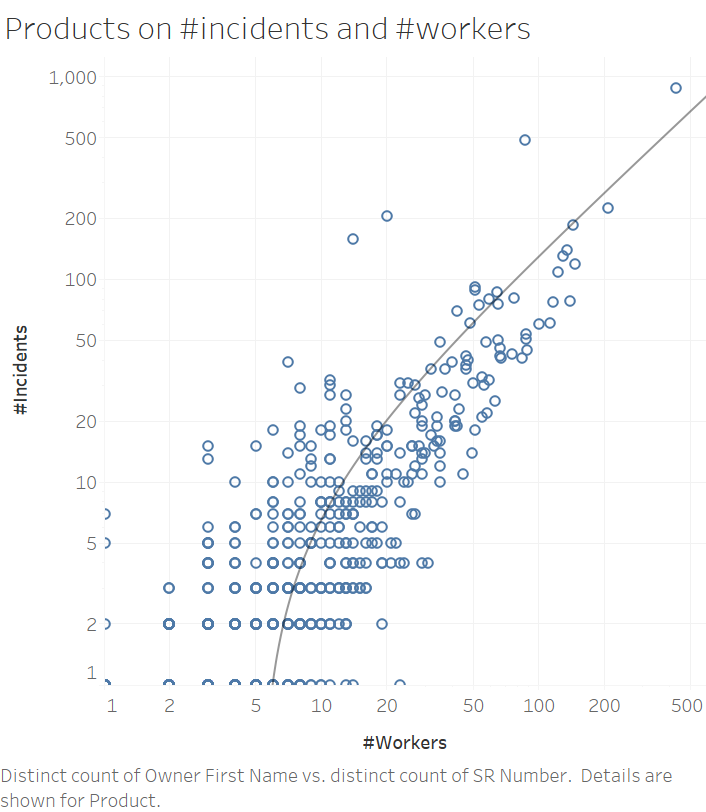 Products on #incidents and #workers
1,000
500
200
100
50
20
10
5
2
1
#Incidents
1 2 5 10 20 50 100 200 500
#Workers
Distinct count of Owner First Name vs. distinct count of SR Number. Details are
shown for Product.